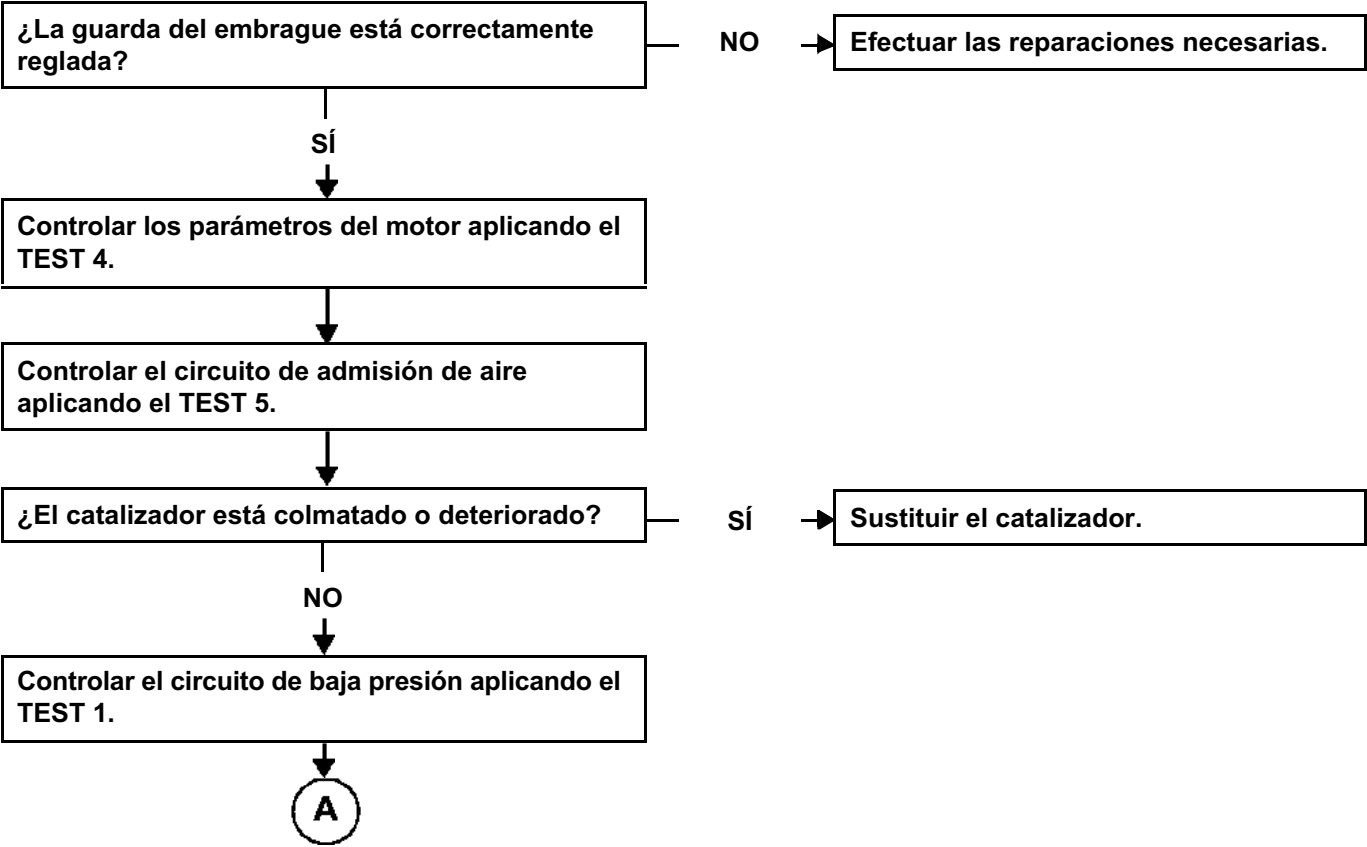 ¿La guarda del embrague está correctamente
reglada?
NO
Efectuar las reparaciones necesarias.
SÍ
Controlar los parámetros del motor aplicando el
TEST 4.
Controlar el circuito de admisión de aire
aplicando el TEST 5.
¿El catalizador está colmatado o deteriorado?
SÍ
Sustituir el catalizador.
NO
Controlar el circuito de baja presión aplicando el
TEST 1.
A